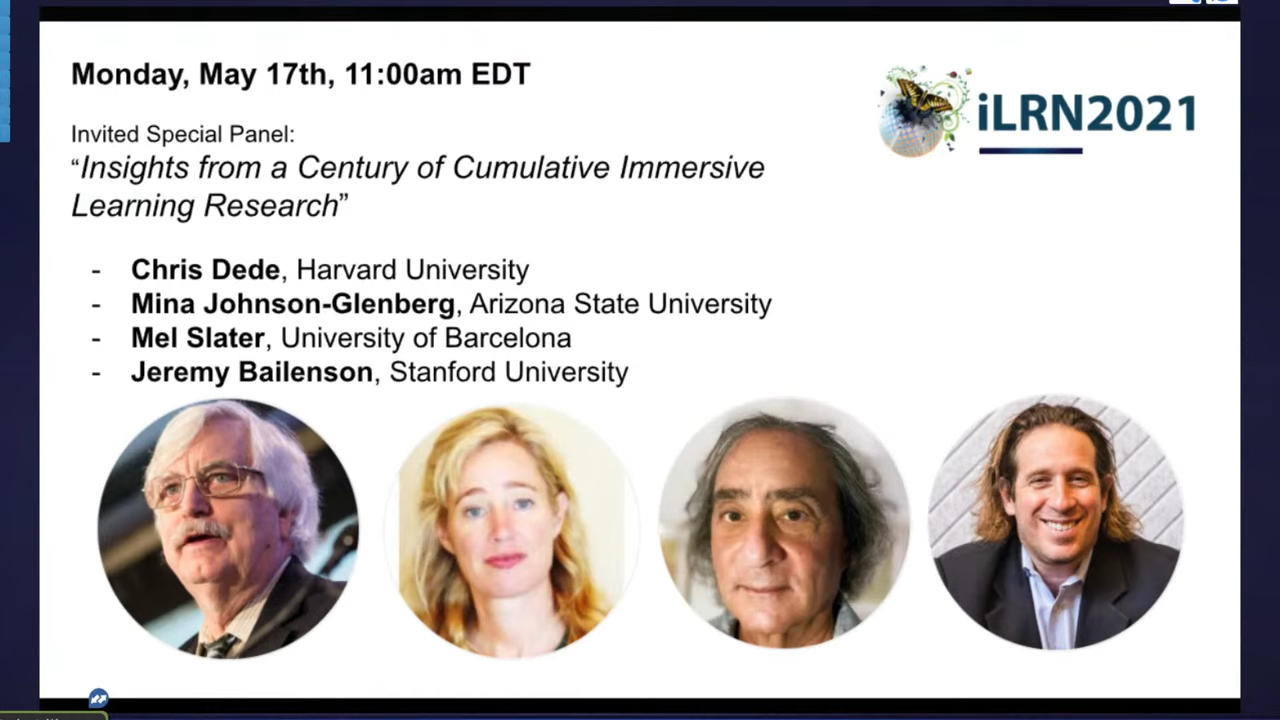 Monday, May 17th, 11:00am EDT
iLRN2021
Invited Special Panel:
“Insights from a Century of Cumulative Immersive
Learning Research”
- Chris Dede, Harvard University
- Mina Johnson-Glenberg, Arizona State University
- Mel Slater, University of Barcelona
- Jeremy Bailenson, Stanford University